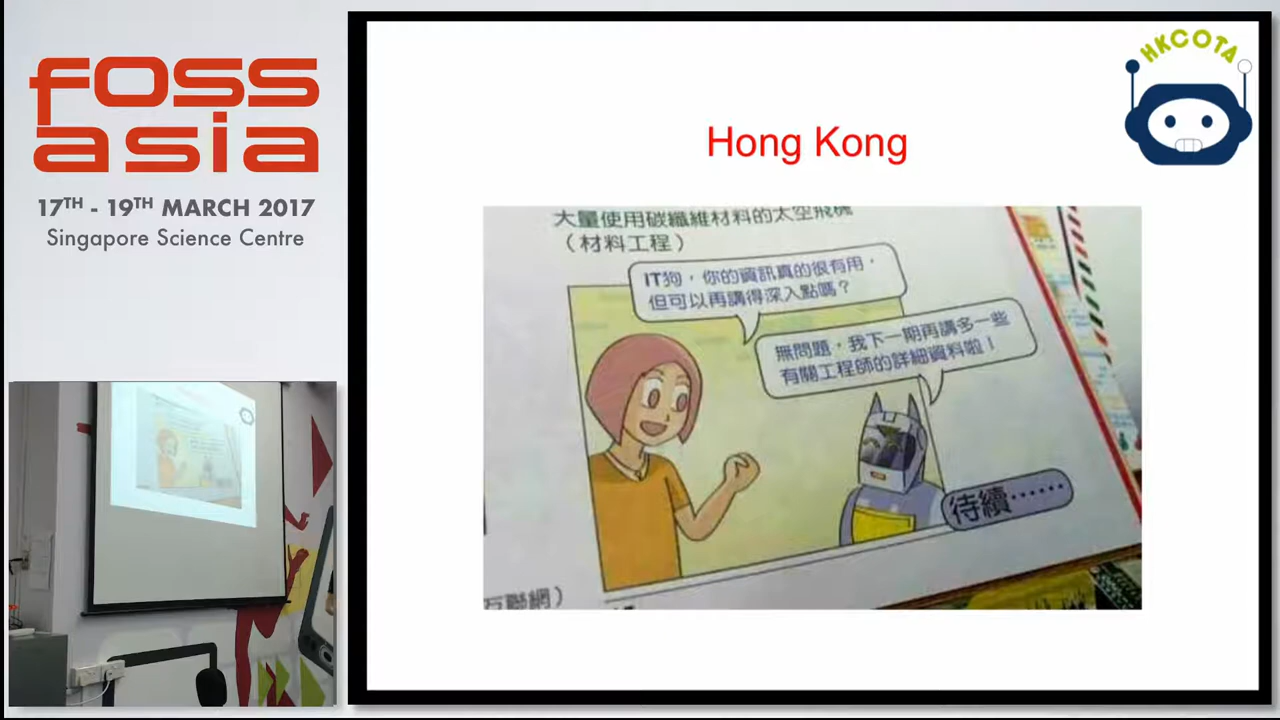 foss
asia
17TH - 19TH MARCH 2017
Singapore Science Centre
HKCOTA
Hong Kong
大量使用碳纖維材料的太空飛機
（材料工程）
IT狗，你的資訊真的很有用，
但可以再講得深入點嗎？
無問題，我下一期再講多一些
有關工程師的詳細資料啦！
待續⋯⋯
互聯網）